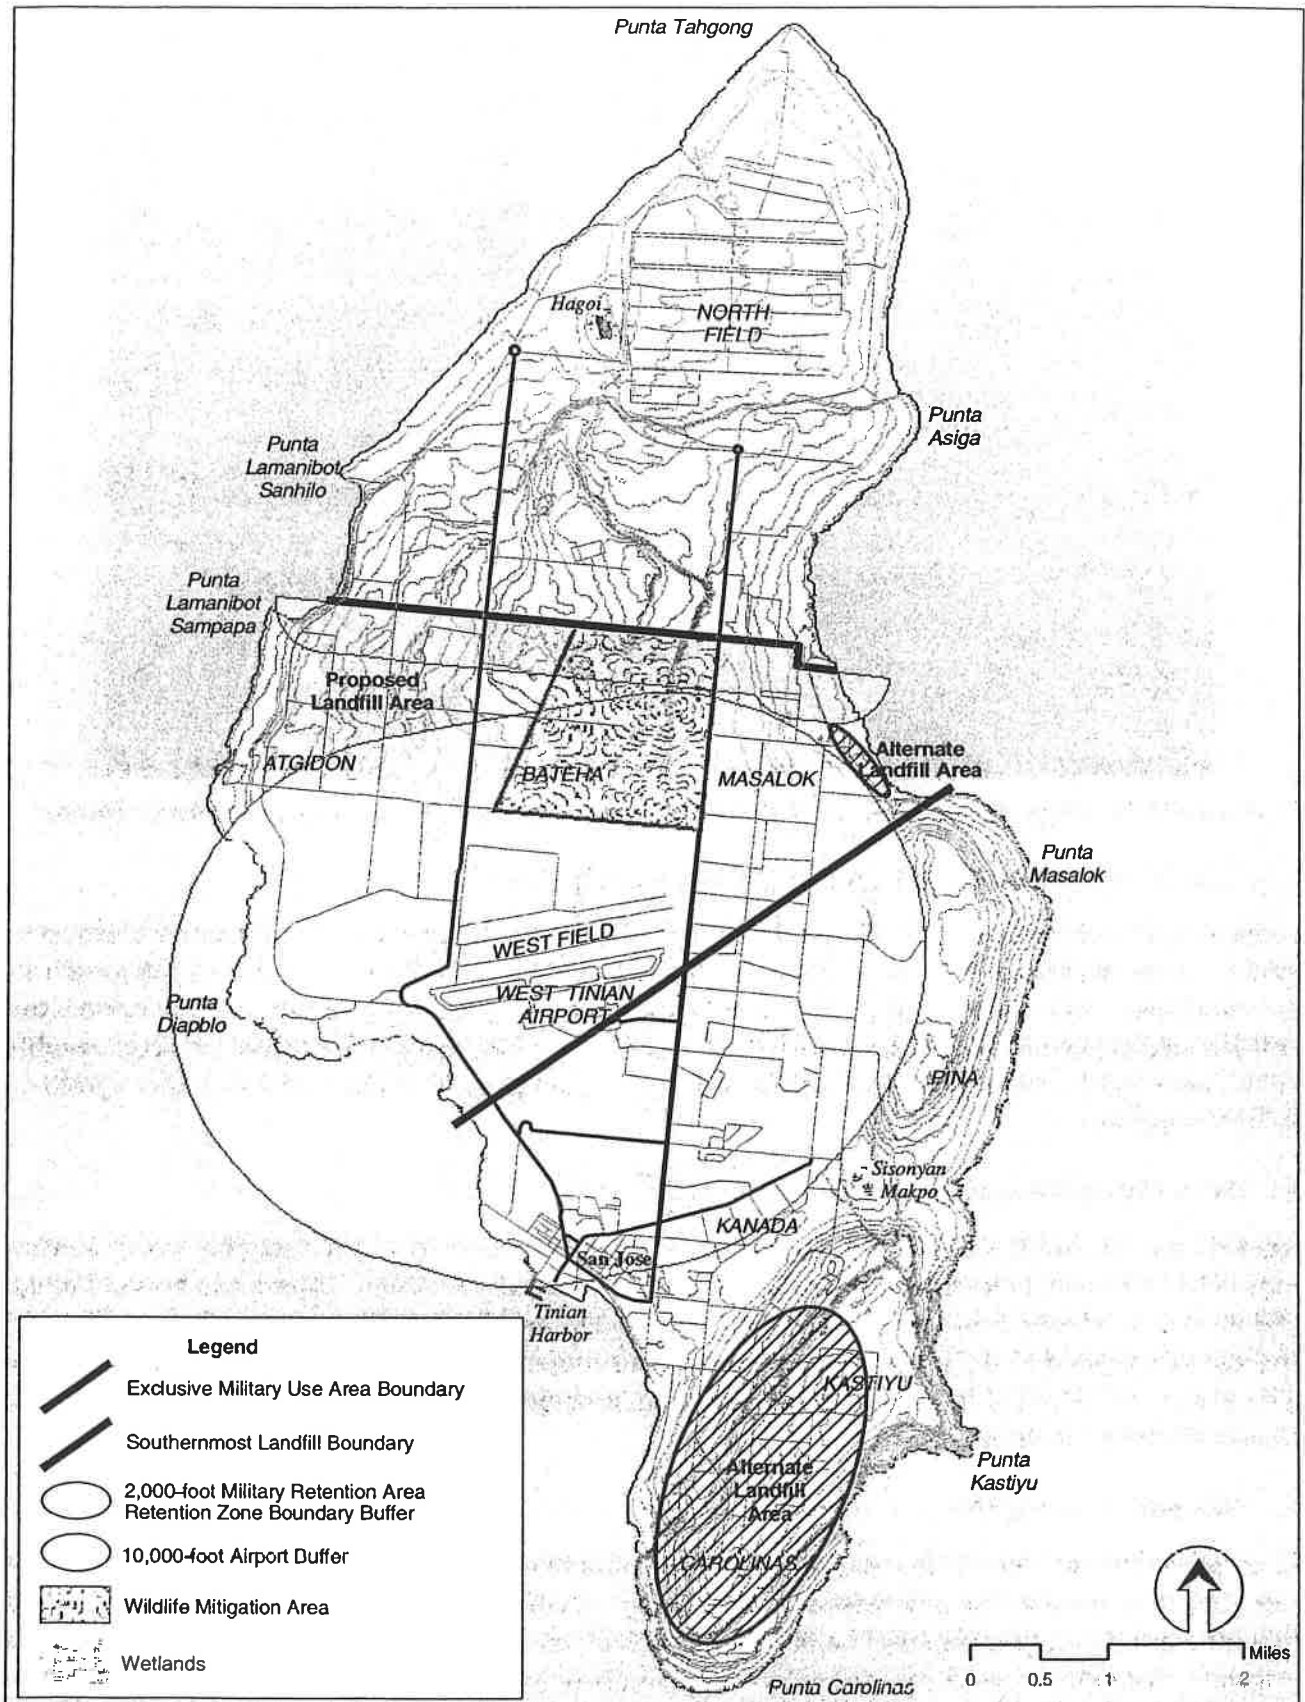 Punta Tahgong
Hagoi
NORTH
FIELD
Punta
Asiga
Punta
Lamanibot
Sanhilo
Punta
Lamanibot
Sampapa
Proposed
Landfill Area
ATGIDON
BATEHA
MASALOK
Alternate
Landfill Area
Punta
Masalok
WEST FIELD
WEST TINIAN
AIRPORT
Punta
Diapblo
PINA
Sisonyan
Makpo
KANADA
San Jose
Tinian
Harbor
KASTIYU
Punta
Kastiyu
Alternate
Landfill
Area
CAROLINAS
Punta Carolinas
Legend
Exclusive Military Use Area Boundary
Southernmost Landfill Boundary
2,000-foot Military Retention Area
Retention Zone Boundary Buffer
10,000-foot Airport Buffer
Wildlife Mitigation Area
Wetlands
Miles
0 0.5 1 2